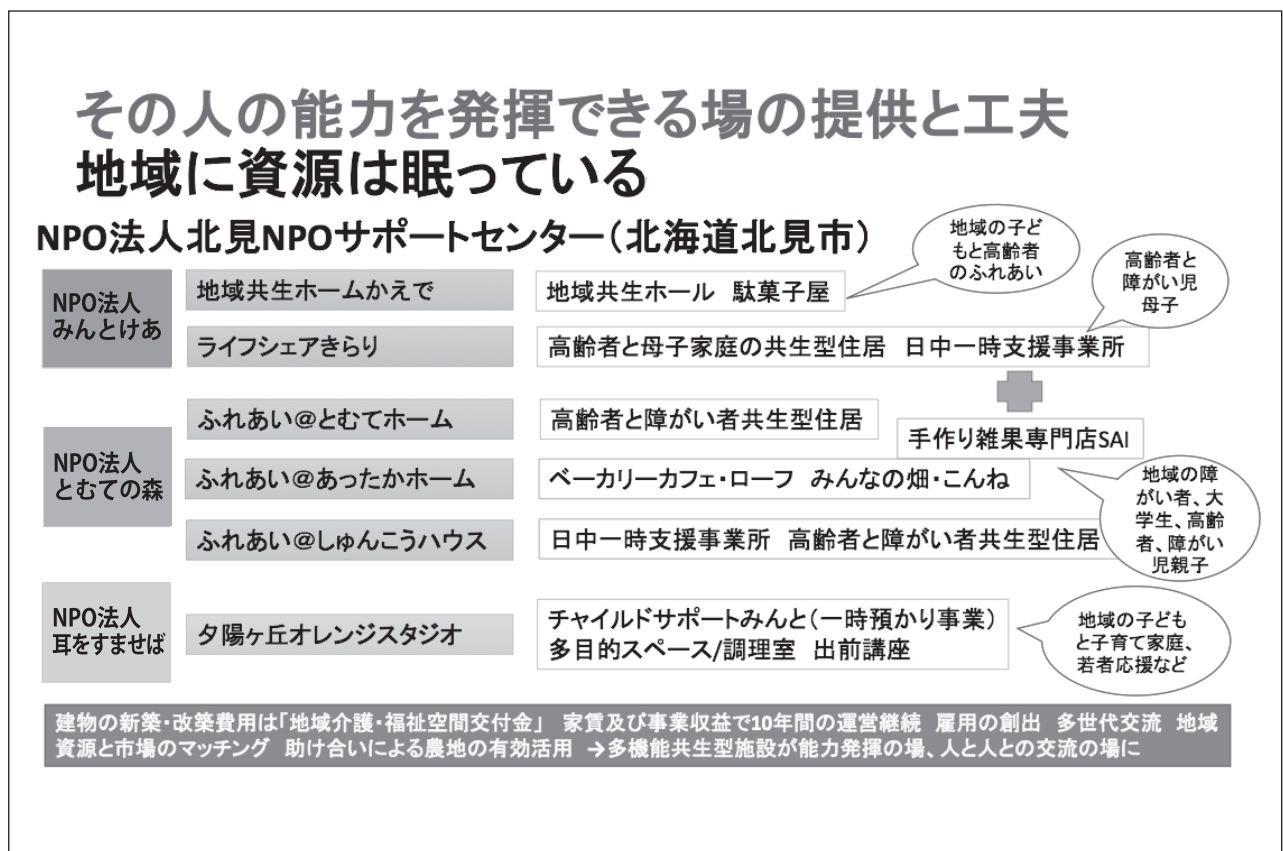 その人の能力を発揮できる場の提供と工夫
地域に資源は眠っている
NPO法人北見NPOサポートセンター(北海道北見市)
地域の子ど
もと高齢者
のふれあい
高齢者と
障がい児
母子
NPO法人
みんとけあ
地域共生ホームかえで
地域共生ホール 駄菓子屋
ライフシェアきらり
高齢者と母子家庭の共生型住居 日中一時支援事業所
手作り雑果専門店SAI
NPO法人
とむての森
ふれあい@とむてホーム
高齢者と障がい者共生型住居
ふれあい@あったかホーム
ベーカリーカフェ・ローフ みんなの畑・こんね
ふれあい@しゅんこうハウス
日中一時支援事業所 高齢者と障がい者共生型住居
地域の障
がい者、大
学生、高齢
者、障がい
児親子
NPO法人
耳をすませば
夕陽ヶ丘オレンジスタジオ
チャイルドサポートみんと(一時預かり事業)
多目的スペース/調理室 出前講座
地域の子ども
と子育て家庭、
若者応援など
建物の新築・改築費用は「地域介護・福祉空間交付金」 家賃及び事業収益で10年間の運営継続 雇用の創出 多世代交流 地域
資源と市場のマッチング 助け合いによる農地の有効活用 →多機能共生型施設が能力発揮の場、人と人との交流の場に